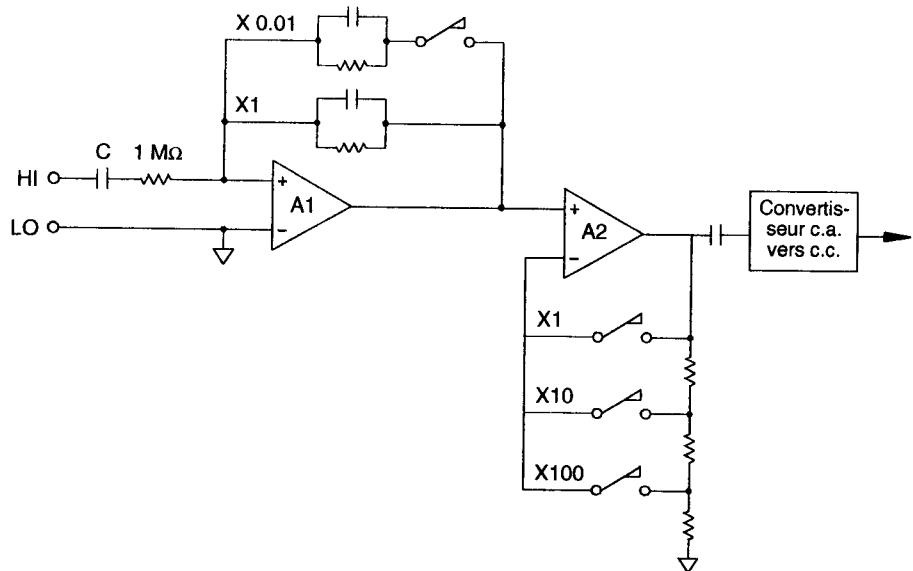 X 0.01
X1
C
1 MΩ
HI
LO
+
A1
−
+
A2
−
Convertis-
seur c.a.
vers c.c.
X1
X10
X100